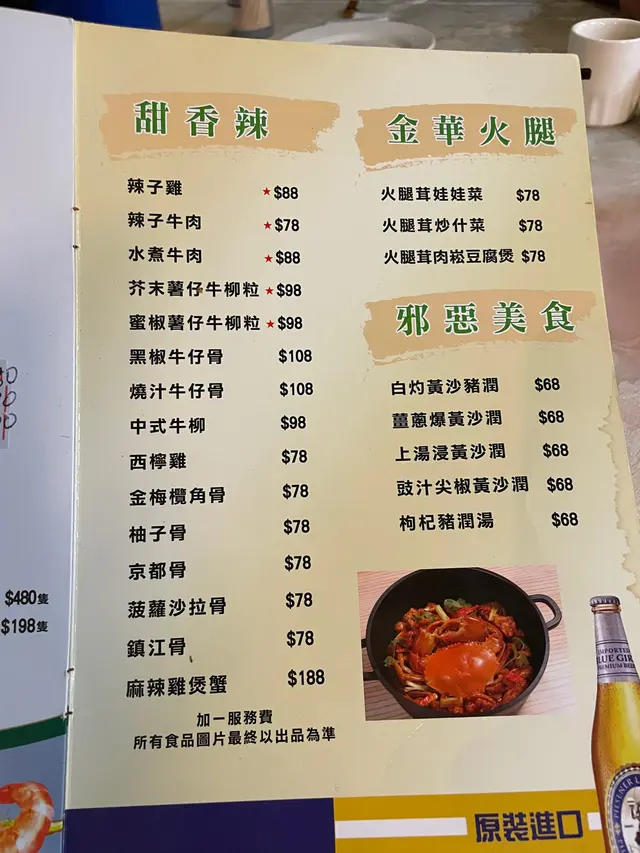 甜香辣
辣子雞 ★$88
辣子牛肉 ★$78
水煮牛肉 ★$88
芥末薯仔牛柳粒 ★$98
蜜椒薯仔牛柳粒 ★$98
黑椒牛仔骨 $108
燒汁牛仔骨 $108
中式牛柳 $98
西檸雞 $78
金梅欖角骨 $78
柚子骨 $78
京都骨 $78
菠蘿沙拉骨 $78
鎮江骨 $78
麻辣雞煲蟹 $188
加一服務費
所有食品圖片最終以出品為準
金華火腿
火腿茸娃娃菜 $78
火腿茸炒什菜 $78
火腿茸肉崧豆腐煲 $78
邪惡美食
白灼黃沙豬潤 $68
薑蔥爆黃沙潤 $68
上湯浸黃沙潤 $68
豉汁尖椒黃沙潤 $68
枸杞豬潤湯 $68
$480隻
$198隻
IMPORTED
BLUE GIR
PREMIUM BEER
原裝進口